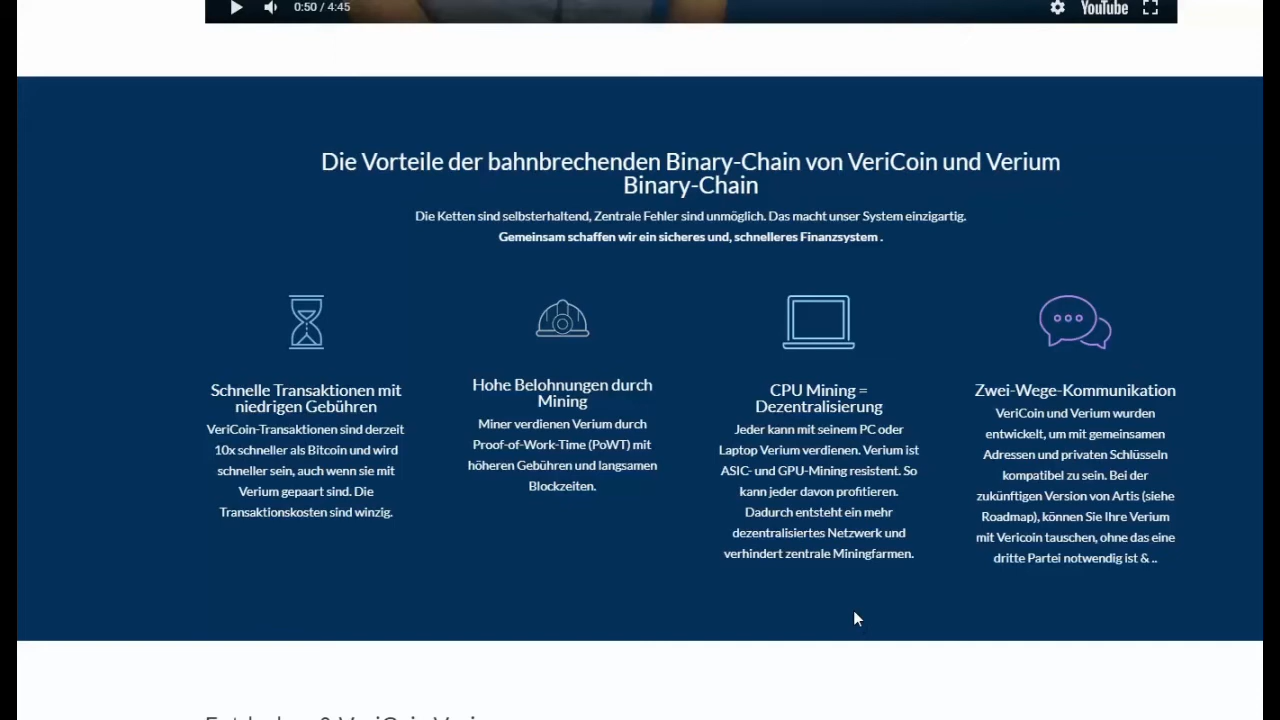 0:50 / 4:45
YouTube
Die Vorteile der bahnbrechenden Binary-Chain von VeriCoin und Verium
Binary-Chain
Die Ketten sind selbsterhaltend, Zentrale Fehler sind unmöglich. Das macht unser System einzigartig.
Gemeinsam schaffen wir ein sicheres und, schnelleres Finanzsystem .
Schnelle Transaktionen mit
niedrigen Gebühren
VeriCoin-Transaktionen sind derzeit
10x schneller als Bitcoin und wird
schneller sein, auch wenn sie mit
Verium gepaart sind. Die
Transaktionskosten sind winzig.
Hohe Belohnungen durch
Mining
Miner verdienen Verium durch
Proof-of-Work-Time (PoWT) mit
höheren Gebühren und langsamen
Blockzeiten.
CPU Mining =
Dezentralisierung
Jeder kann mit seinem PC oder
Laptop Verium verdienen. Verium ist
ASIC- und GPU-Mining resistent. So
kann jeder davon profitieren.
Dadurch entsteht ein mehr
dezentralisiertes Netzwerk und
verhindert zentrale Miningfarmen.
Zwei-Wege-Kommunikation
VeriCoin und Verium wurden
entwickelt, um mit gemeinsamen
Adressen und privaten Schlüsseln
kompatibel zu sein. Bei der
zukünftigen Version von Artis (siehe
Roadmap), können Sie Ihre Verium
mit Vericoin tauschen, ohne das eine
dritte Partei notwendig ist & ..